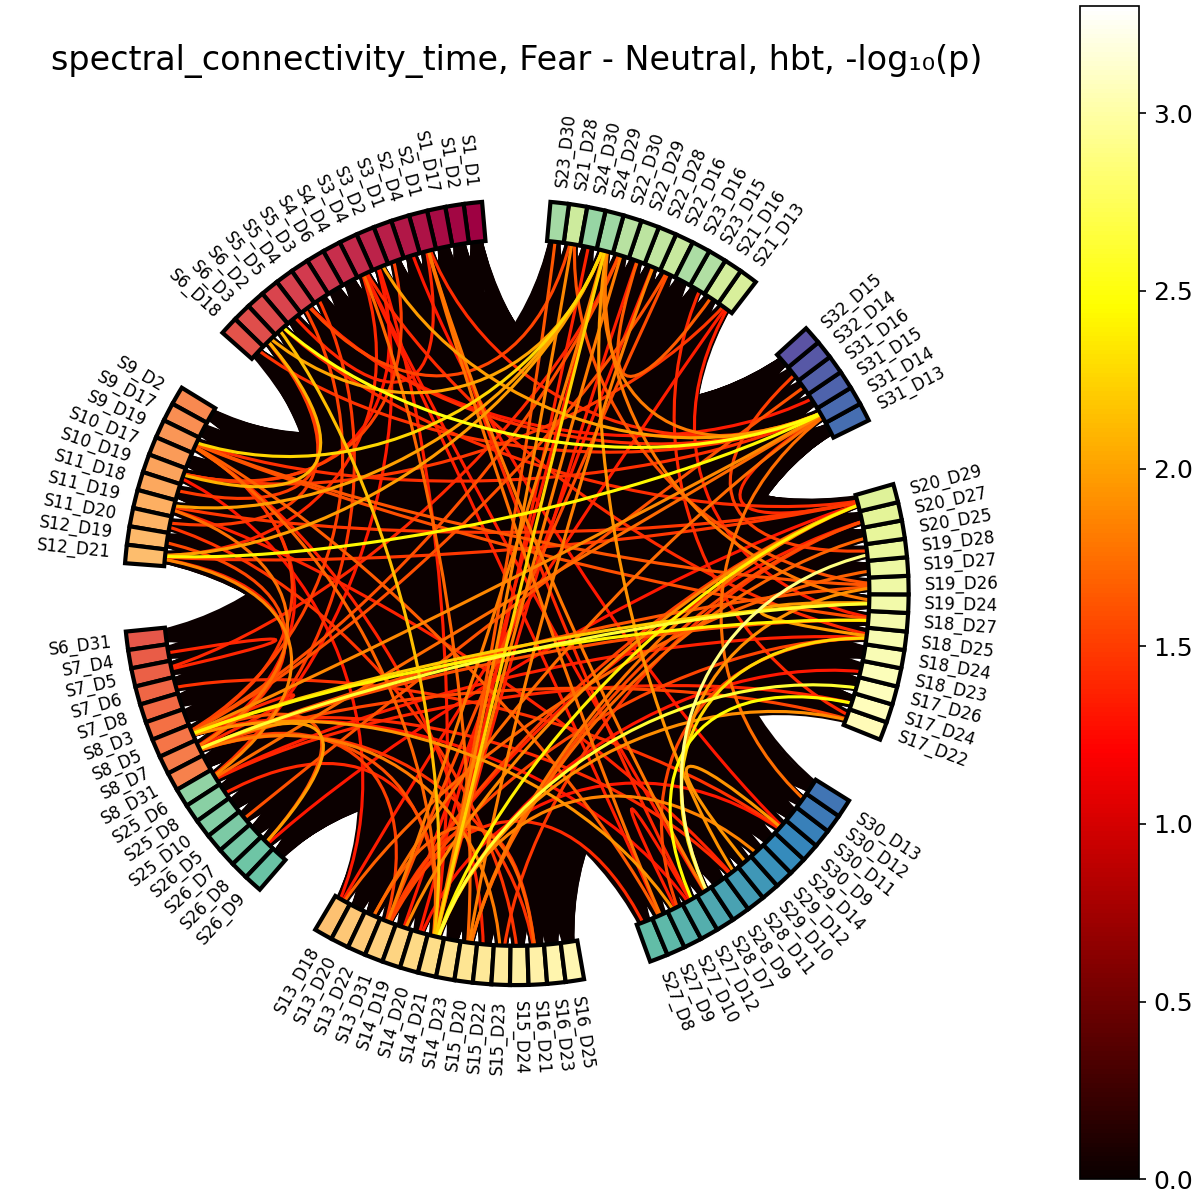 spectral_connectivity_time, Fear - Neutral, hbt, -log₁₀(p)
S1_D1
S1_D2
S1_D17
S2_D1
S2_D4
S3_D1
S3_D2
S3_D4
S4_D6
S4_D4
S5_D3
S5_D4
S5_D5
S6_D2
S6_D3
S6_D18
S9_D2
S9_D17
S9_D19
S10_D17
S10_D19
S11_D18
S11_D19
S11_D20
S12_D19
S12_D21
S6_D31
S7_D4
S7_D5
S7_D6
S7_D8
S8_D3
S8_D5
S8_D7
S8_D31
S25_D6
S25_D8
S25_D10
S26_D5
S26_D7
S26_D8
S26_D9
S13_D18
S13_D20
S13_D22
S13_D31
S14_D19
S14_D20
S14_D21
S14_D23
S15_D20
S15_D22
S15_D23
S15_D24
S16_D21
S16_D23
S16_D25
S27_D8
S27_D9
S27_D10
S27_D12
S28_D7
S28_D9
S28_D11
S29_D10
S29_D12
S29_D14
S30_D9
S30_D11
S30_D12
S30_D13
S17_D22
S17_D24
S17_D26
S18_D23
S18_D24
S18_D25
S18_D27
S19_D24
S19_D26
S19_D27
S19_D28
S20_D25
S20_D27
S20_D29
S31_D13
S31_D14
S31_D15
S31_D16
S32_D14
S32_D15
S21_D13
S21_D16
S23_D15
S23_D16
S22_D16
S22_D28
S22_D29
S22_D30
S24_D29
S24_D30
S21_D28
S23_D30
3.0
2.5
2.0
1.5
1.0
0.5
0.0